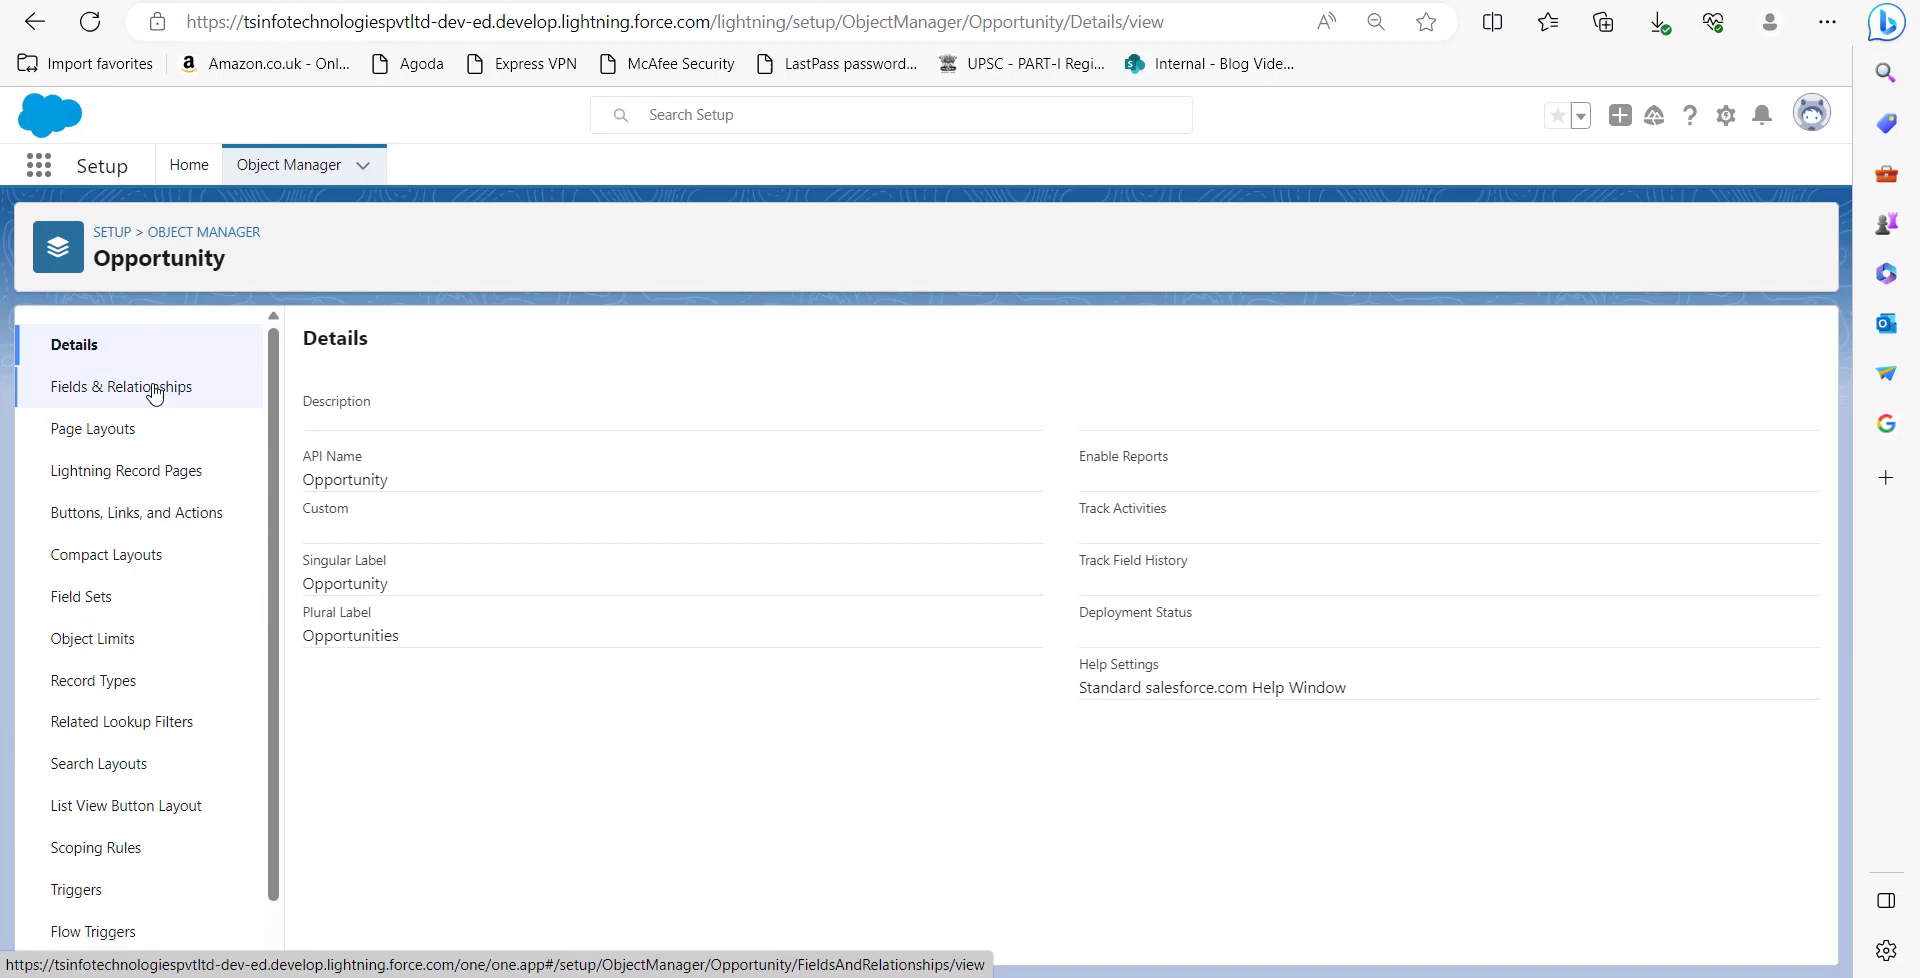 https://tsinfotechnologiespvtltd-dev-ed.develop.lightning.force.com/lightning/setup/ObjectManager/Opportunity/Details/view
Import favorites
Amazon.co.uk - Onl...
Agoda
Express VPN
McAfee Security
LastPass password...
UPSC - PART-I Regi...
Internal - Blog Vide...
Search Setup
Setup
Home
Object Manager
SETUP > OBJECT MANAGER
Opportunity
Details
Fields & Relationships
Page Layouts
Lightning Record Pages
Buttons, Links, and Actions
Compact Layouts
Field Sets
Object Limits
Record Types
Related Lookup Filters
Search Layouts
List View Button Layout
Scoping Rules
Triggers
Flow Triggers
Details
Description
API Name
Opportunity
Custom
Singular Label
Opportunity
Plural Label
Opportunities
Enable Reports
Track Activities
Track Field History
Deployment Status
Help Settings
Standard salesforce.com Help Window
https://tsinfotechnologiespvtltd-dev-ed.develop.lightning.force.com/one/one.app#/setup/ObjectManager/Opportunity/FieldsAndRelationships/view